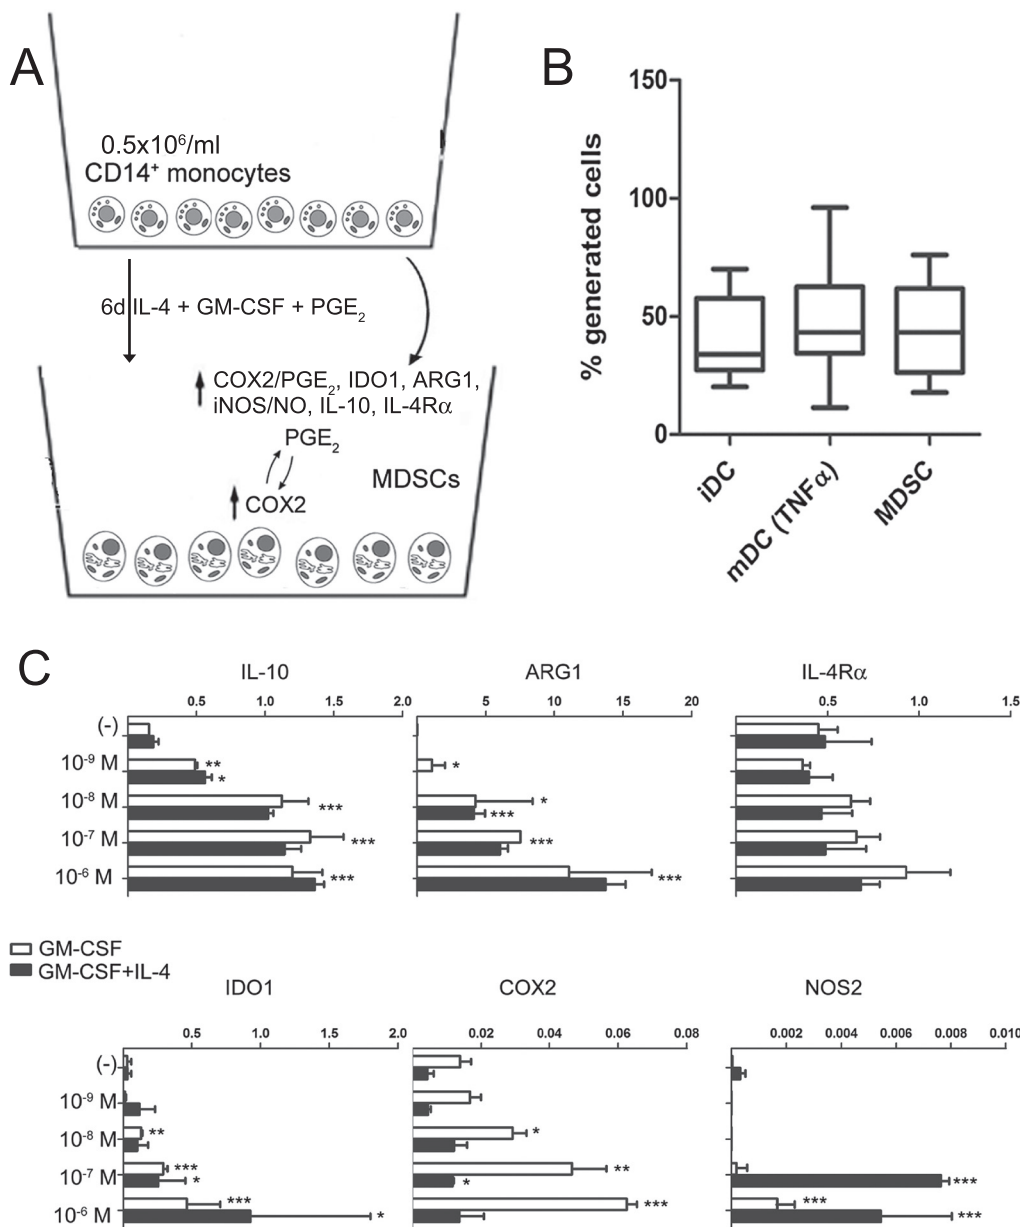 A
0.5x10⁶/ml
CD14⁺ monocytes
6d IL-4 + GM-CSF + PGE₂
COX2/PGE₂, IDO1, ARG1,
iNOS/NO, IL-10, IL-4Rα
PGE₂
MDSCs
COX2
B
% generated cells
150
100
50
0
iDC
mDC (TNFα)
MDSC
C
IL-10
ARG1
IL-4Rα
0.5 1.0 1.5 2.0
5 10 15 20
0.5 1.0 1.5
(-)
10⁻⁹ M
** *
*
10⁻⁸ M
*** * ***
10⁻⁷ M
*** ***
10⁻⁶ M
*** ***
GM-CSF
GM-CSF+IL-4
IDO1
COX2
NOS2
0.5 1.0 1.5 2.0
0.02 0.04 0.06 0.08
0.002 0.004 0.006 0.008 0.010
(-)
10⁻⁹ M
10⁻⁸ M
** *
10⁻⁷ M
*** **
* * ***
10⁻⁶ M
*** *** ***
* ***